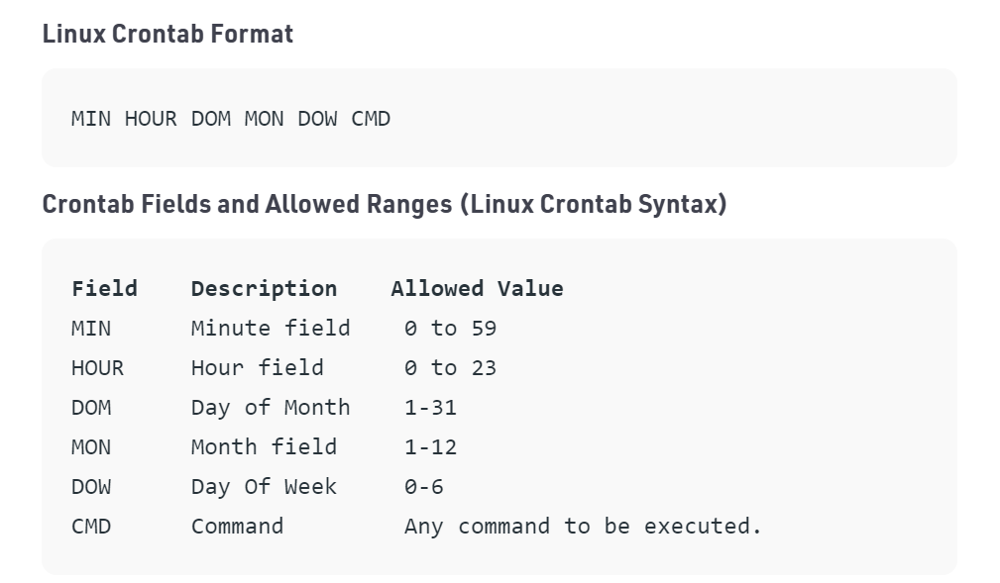 Linux Crontab Format
MIN HOUR DOM MON DOW CMD
Crontab Fields and Allowed Ranges (Linux Crontab Syntax)
Field    Description    Allowed Value
MIN      Minute field    0 to 59
HOUR     Hour field      0 to 23
DOM      Day of Month    1-31
MON      Month field     1-12
DOW      Day Of Week     0-6
CMD      Command         Any command to be executed.